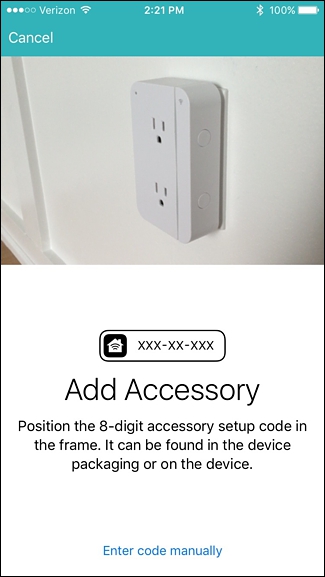 Verizon 2:21 PM 100%
Cancel
XXX-XX-XXX
Add Accessory
Position the 8-digit accessory setup code in
the frame. It can be found in the device
packaging or on the device.
Enter code manually